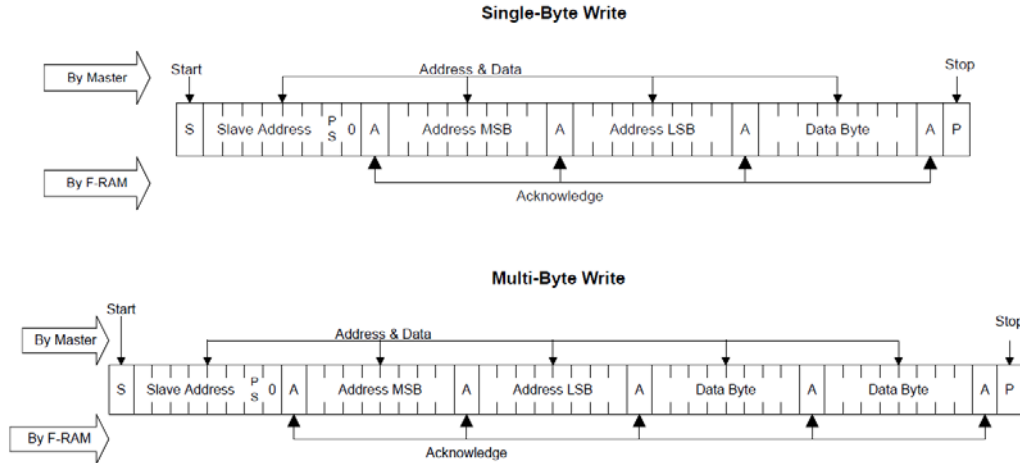 Single-Byte Write
By Master
Start
Address & Data
Stop
S Slave Address PS 0 A Address MSB A Address LSB A Data Byte A P
By F-RAM
Acknowledge
Multi-Byte Write
Start
By Master
Address & Data
Stop
S Slave Address PS 0 A Address MSB A Address LSB A Data Byte A Data Byte A P
By F-RAM
Acknowledge